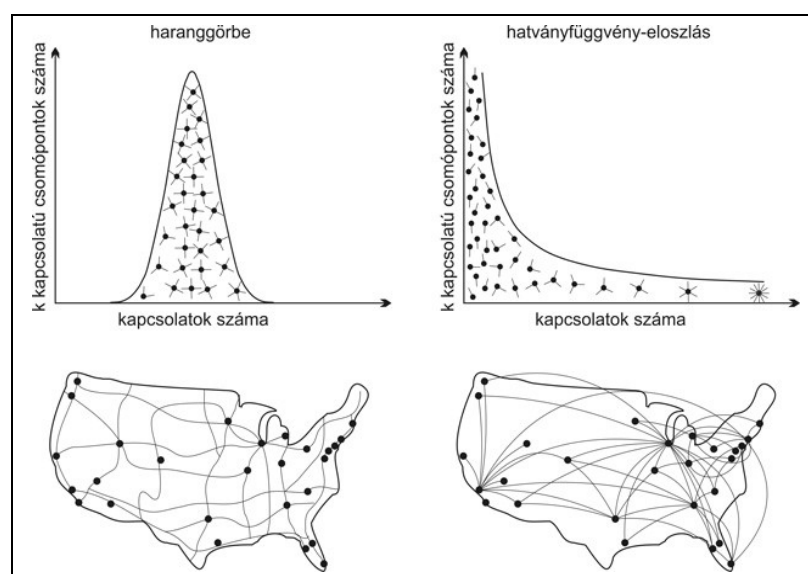 haranggörbe
k kapcsolatú csomópontok száma
kapcsolatok száma
hatványfüggvény-eloszlás
k kapcsolatú csomópontok száma
kapcsolatok száma